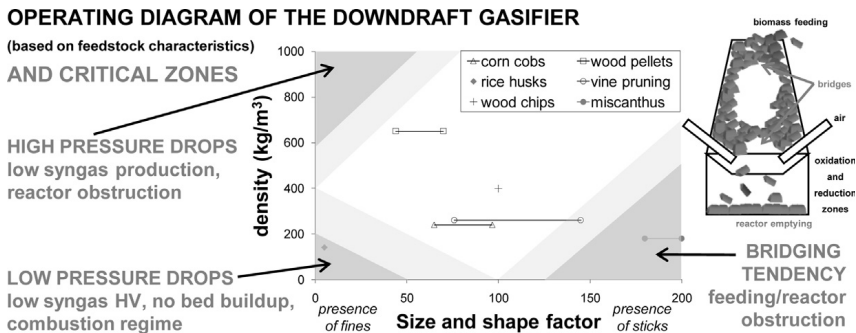 OPERATING DIAGRAM OF THE DOWNDRAFT GASIFIER
(based on feedstock characteristics)
AND CRITICAL ZONES
HIGH PRESSURE DROPS
low syngas production,
reactor obstruction
LOW PRESSURE DROPS
low syngas HV, no bed buildup,
combustion regime
density (kg/m³)
1000
800
600
400
200
0
corn cobs
wood pellets
rice husks
vine pruning
wood chips
miscanthus
0
50
100
150
200
presence
of fines
Size and shape factor
presence
of sticks
biomass feeding
bridges
air
oxidation
and
reduction
zones
reactor emptying
BRIDGING
TENDENCY
feeding/reactor
obstruction